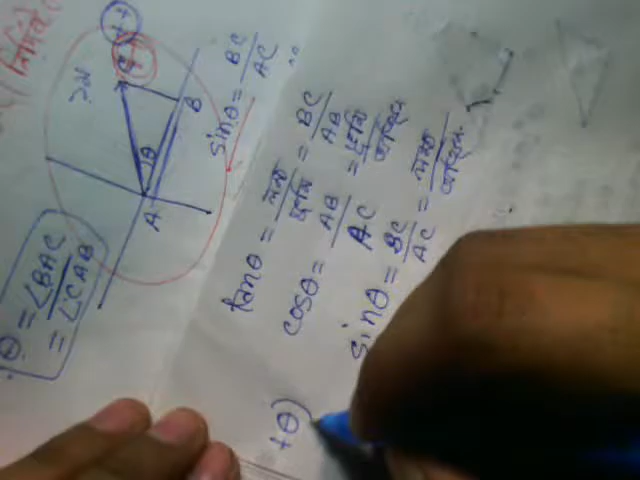 θ = ∠BAC
= ∠CAB
θ
A
B
C
sinθ = BC/AC
tanθ = লম্ব/ভূমি = BC/AB
cosθ = AB/AC = ভূমি/অতিভুজ
sinθ = BC/AC = লম্ব/অতিভুজ
+θ)